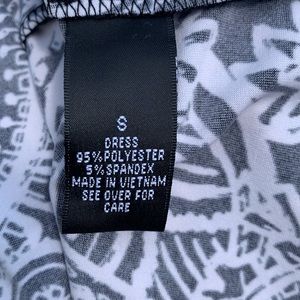 S
DRESS
95%POLYESTER
5%SPANDEX
MADE IN VIETNAM
SEE OVER FOR
CARE